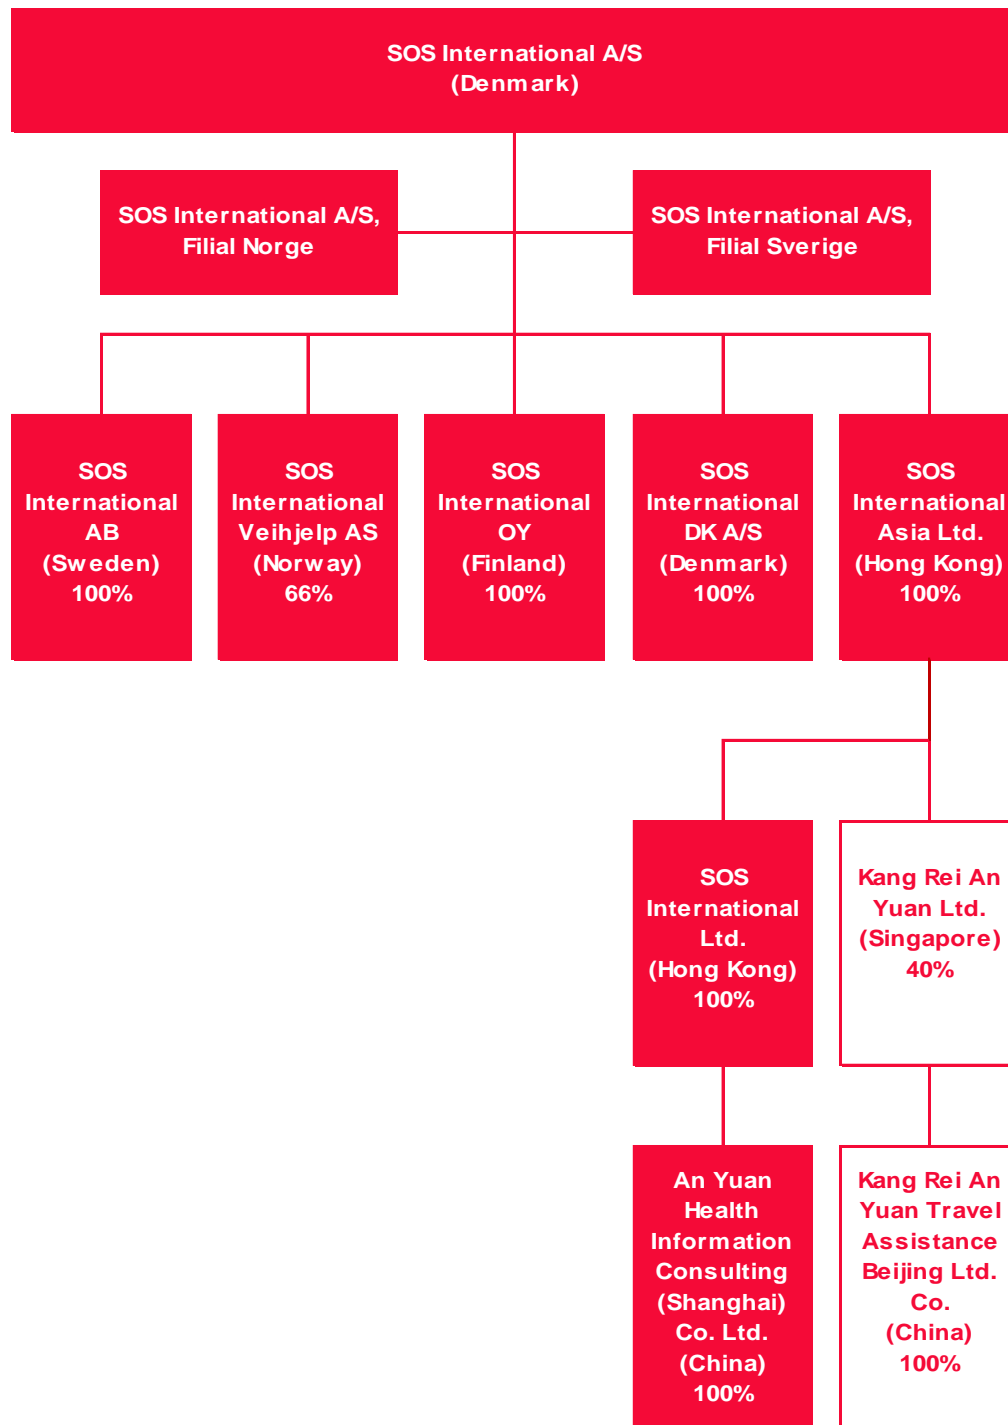 SOS International A/S
(Denmark)
SOS International A/S,
Filial Norge
SOS International A/S,
Filial Sverige
SOS
International
AB
(Sweden)
100%
SOS
International
Veihjelp AS
(Norway)
66%
SOS
International
OY
(Finland)
100%
SOS
International
DK A/S
(Denmark)
100%
SOS
International
Asia Ltd.
(Hong Kong)
100%
SOS
International
Ltd.
(Hong Kong)
100%
Kang Rei An
Yuan Ltd.
(Singapore)
40%
An Yuan
Health
Information
Consulting
(Shanghai)
Co. Ltd.
(China)
100%
Kang Rei An
Yuan Travel
Assistance
Beijing Ltd.
Co.
(China)
100%